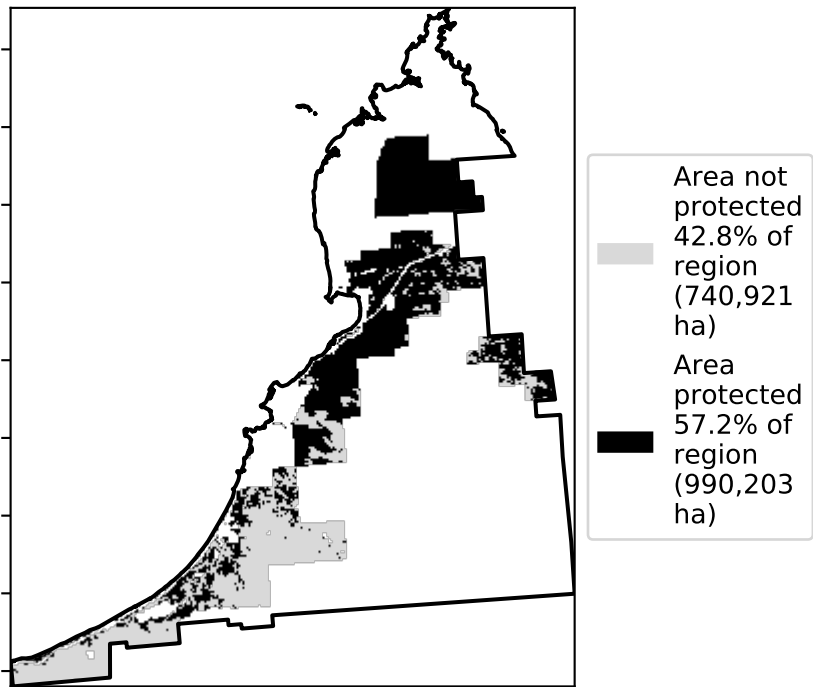 Area not
protected
42.8% of
region
(740,921
ha)
Area
protected
57.2% of
region
(990,203
ha)